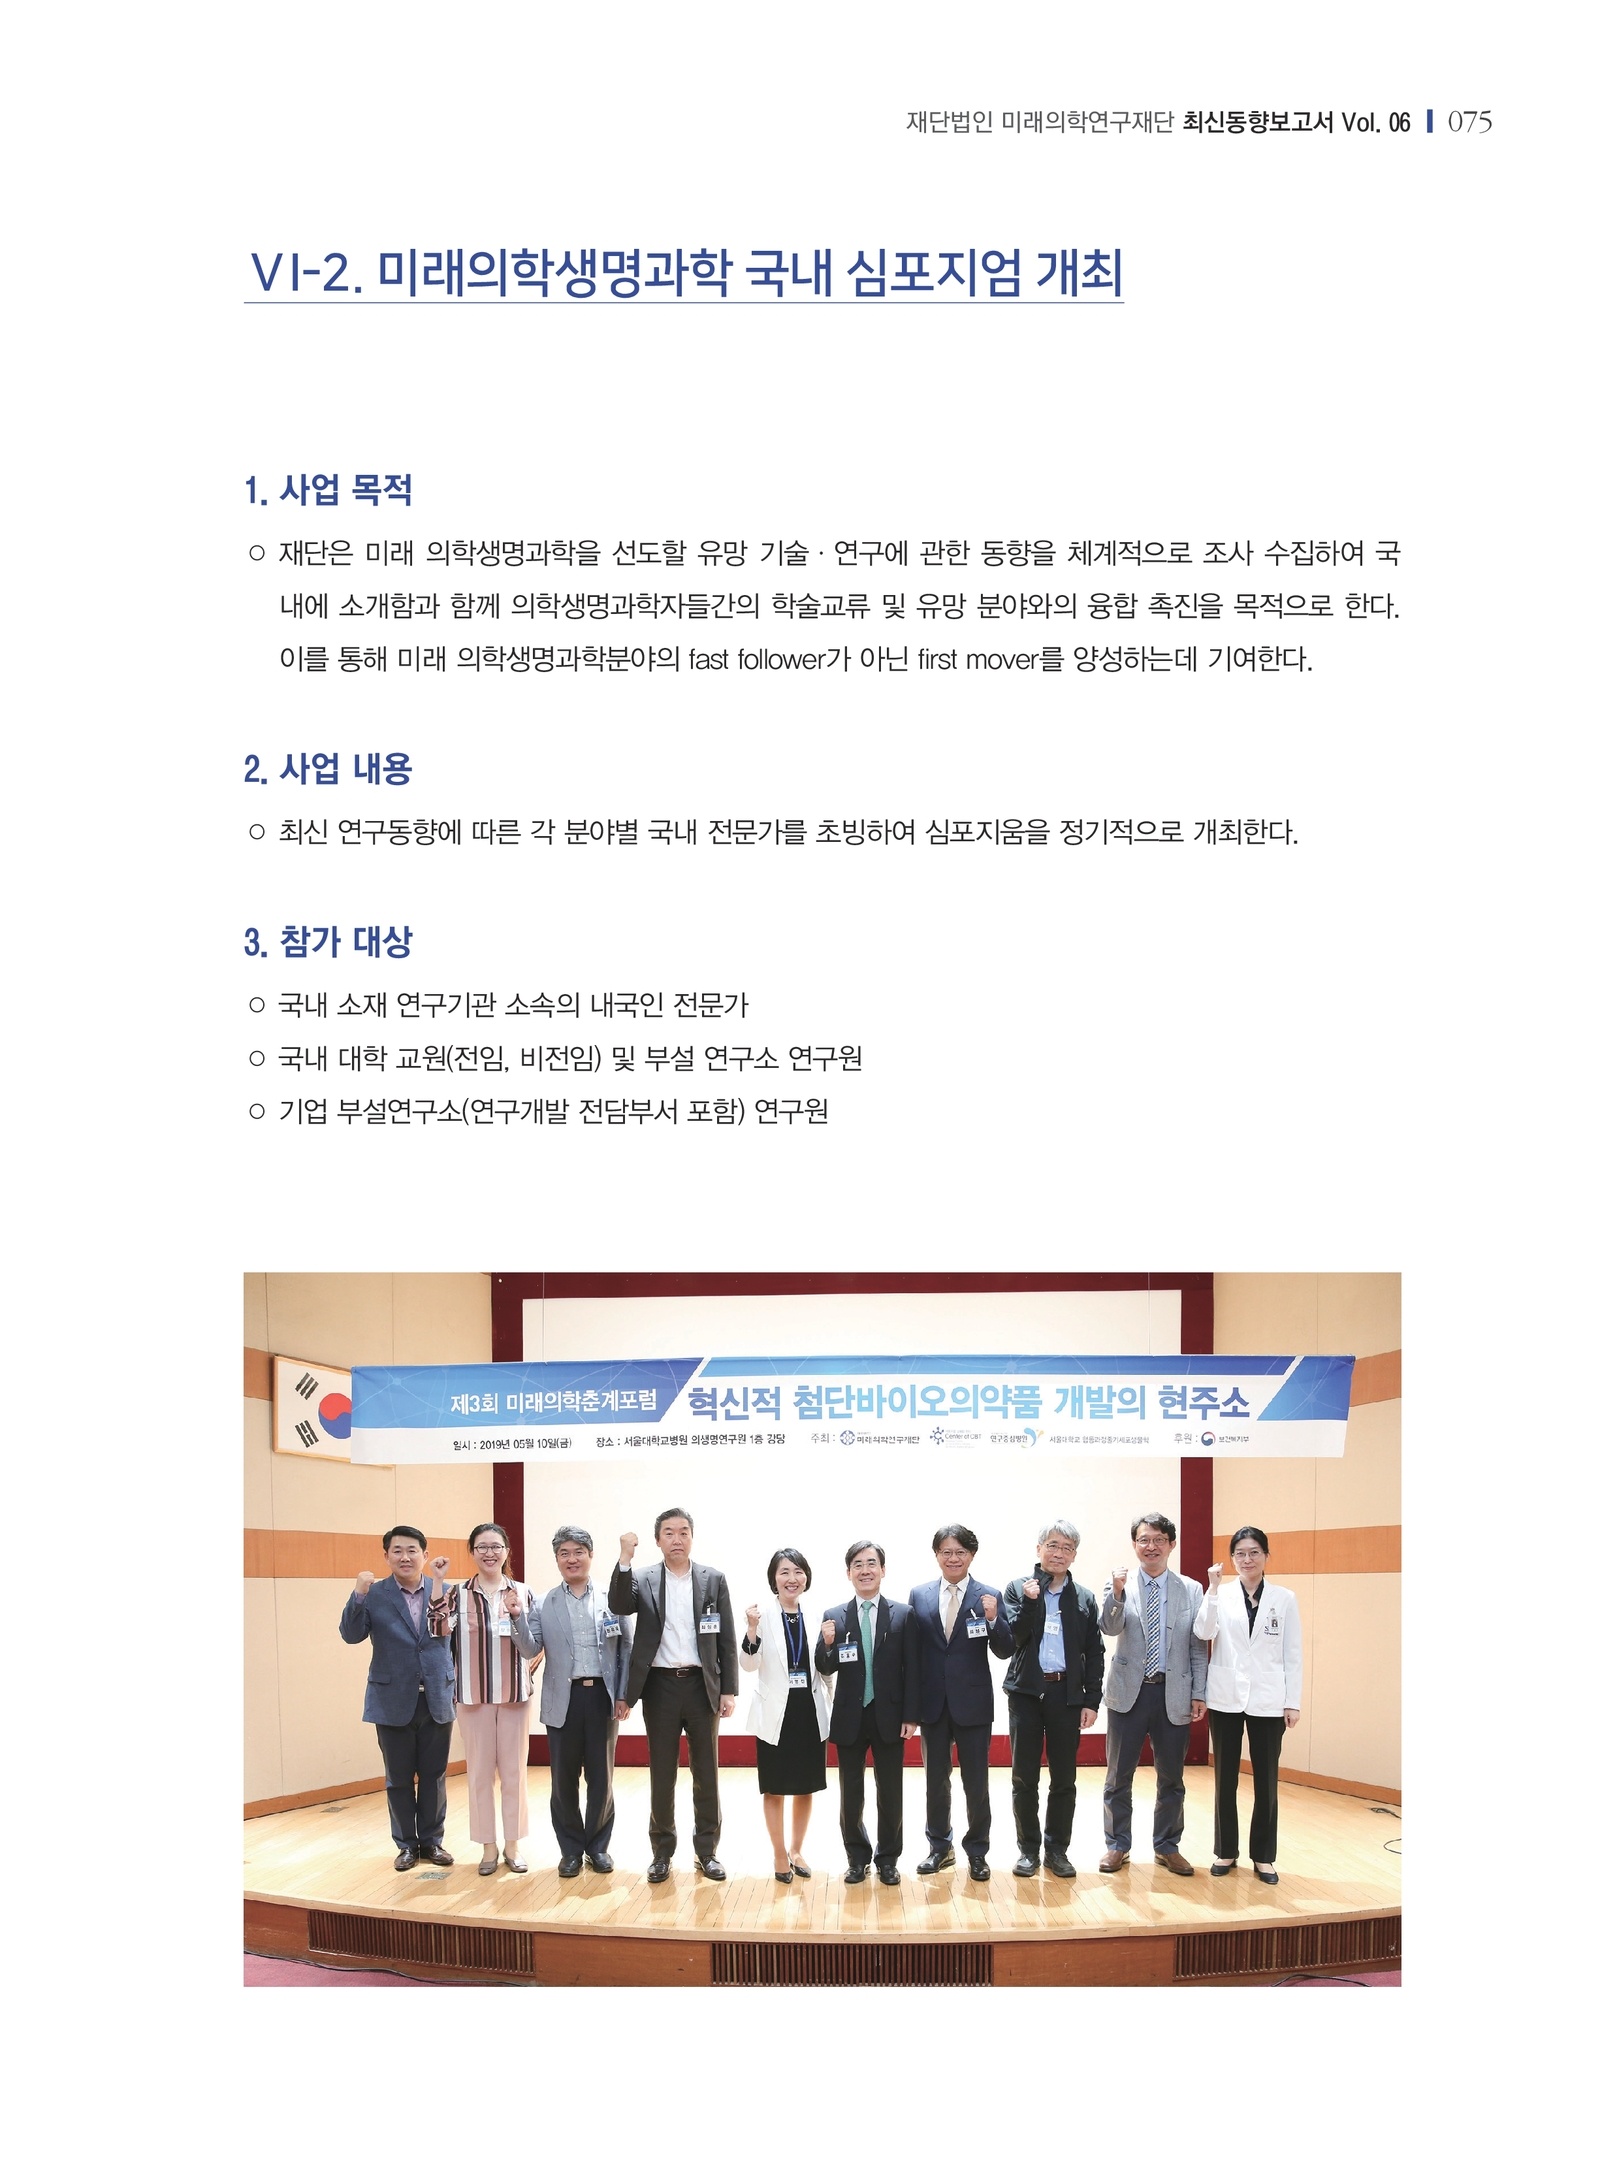 재단법인 미래의학연구재단 최신동향보고서 Vol. 06 075
VI-2. 미래의학생명과학 국내 심포지엄 개최
1. 사업 목적
○ 재단은 미래 의학생명과학을 선도할 유망 기술 · 연구에 관한 동향을 체계적으로 조사 수집하여 국
내에 소개함과 함께 의학생명과학자들간의 학술교류 및 유망 분야와의 융합 촉진을 목적으로 한다.
이를 통해 미래 의학생명과학분야의 fast follower가 아닌 first mover를 양성하는데 기여한다.
2. 사업 내용
○ 최신 연구동향에 따른 각 분야별 국내 전문가를 초빙하여 심포지움을 정기적으로 개최한다.
3. 참가 대상
○ 국내 소재 연구기관 소속의 내국인 전문가
○ 국내 대학 교원(전임, 비전임) 및 부설 연구소 연구원
○ 기업 부설연구소(연구개발 전담부서 포함) 연구원
제3회 미래의학춘계포럼 혁신적 첨단바이오의약품 개발의 현주소
일시 : 2019년 05월 10일(금) 장소 : 서울대학교병원 의생명연구원 1층 강당 주최 : 미래의학연구재단 Center of GBT 연구중심병원 서울대학교 후원 : 보건복지부